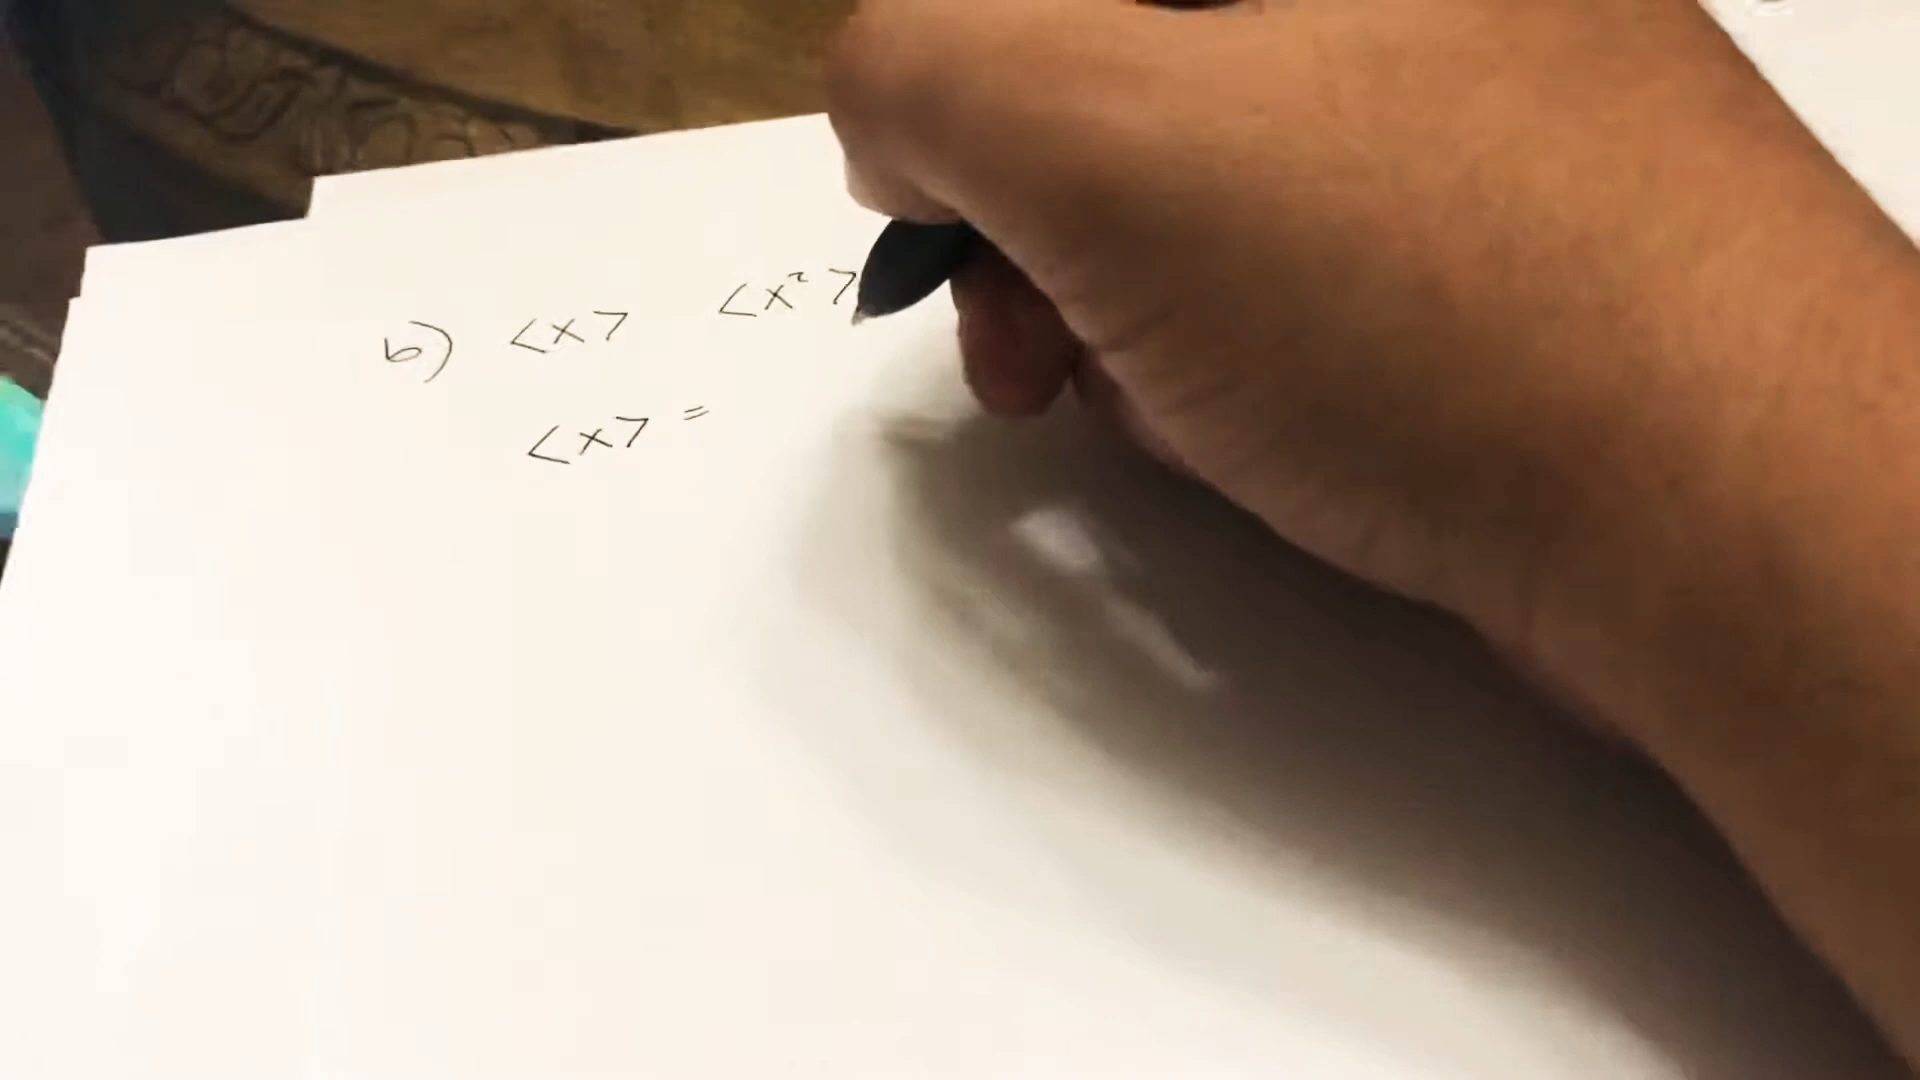 b) <x> <x²>
<x> =